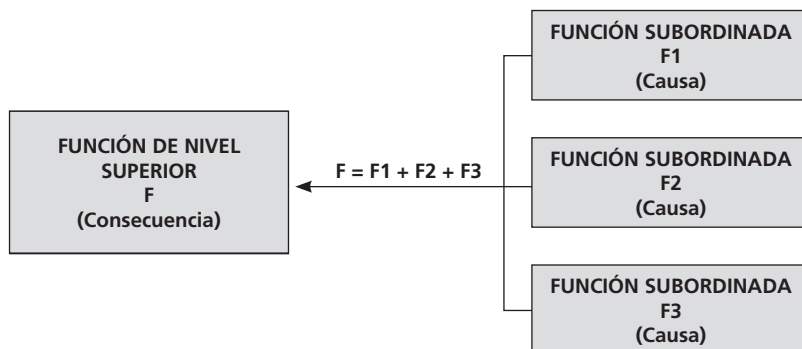 FUNCIÓN DE NIVEL
SUPERIOR
F
(Consecuencia)
F = F1 + F2 + F3
FUNCIÓN SUBORDINADA
F1
(Causa)
FUNCIÓN SUBORDINADA
F2
(Causa)
FUNCIÓN SUBORDINADA
F3
(Causa)